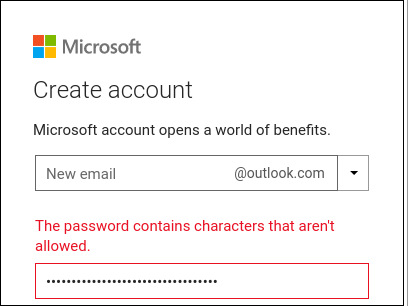 Microsoft
Create account
Microsoft account opens a world of benefits.
New email @outlook.com
The password contains characters that aren't
allowed.